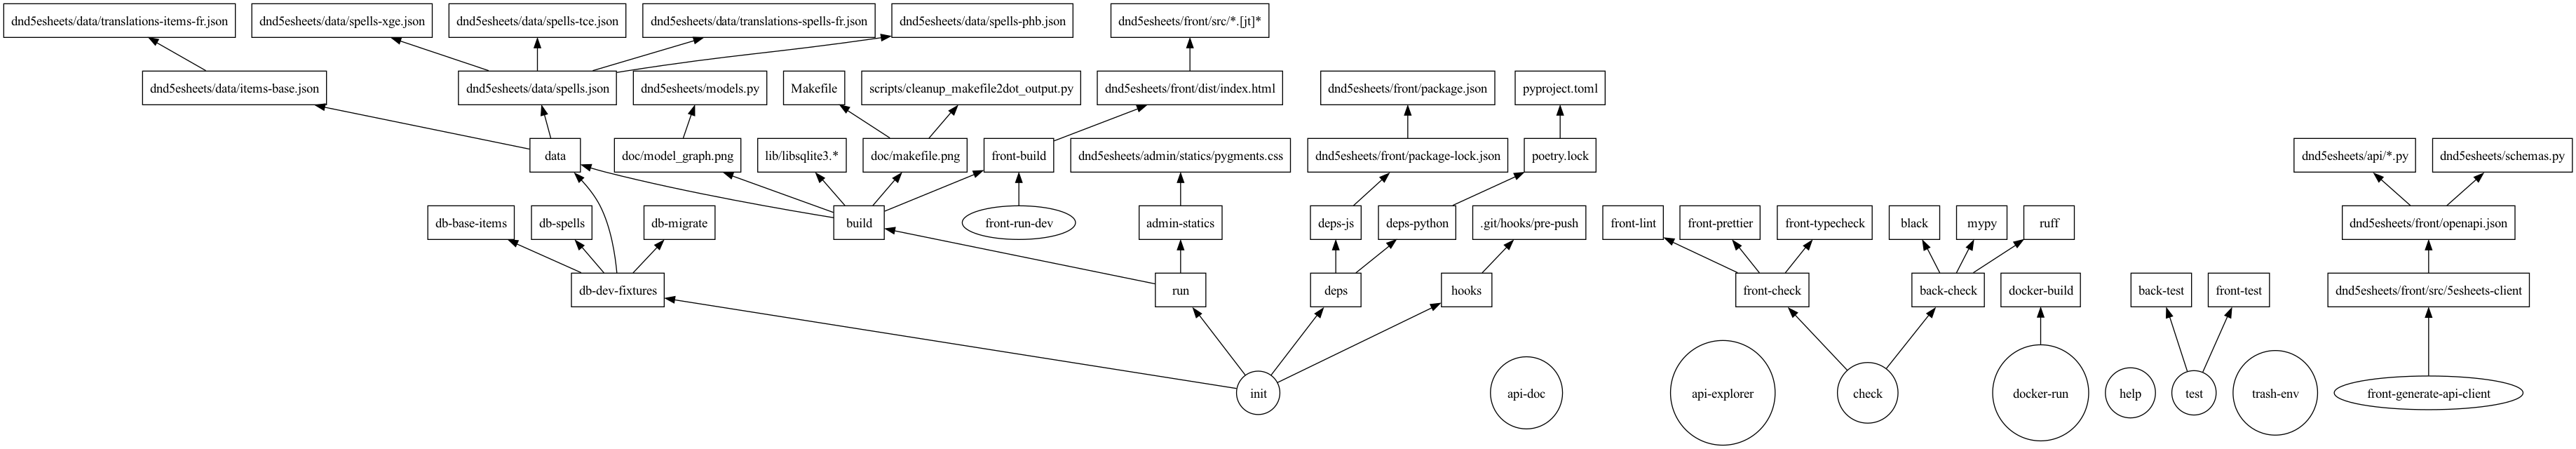 dnd5esheets/data/translations-items-fr.json
dnd5esheets/data/spells-xge.json
dnd5esheets/data/spells-tce.json
dnd5esheets/data/translations-spells-fr.json
dnd5esheets/data/spells-phb.json
dnd5esheets/front/src/*.[jt]*
dnd5esheets/data/items-base.json
dnd5esheets/data/spells.json
dnd5esheets/models.py
Makefile
scripts/cleanup_makefile2dot_output.py
dnd5esheets/front/dist/index.html
dnd5esheets/front/package.json
pyproject.toml
data
doc/model_graph.png
lib/libsqlite3.*
doc/makefile.png
front-build
dnd5esheets/admin/statics/pygments.css
dnd5esheets/front/package-lock.json
poetry.lock
dnd5esheets/api/*.py
dnd5esheets/schemas.py
db-base-items
db-spells
db-migrate
build
front-run-dev
admin-statics
deps-js
deps-python
.git/hooks/pre-push
front-lint
front-prettier
front-typecheck
black
mypy
ruff
dnd5esheets/front/openapi.json
db-dev-fixtures
run
deps
hooks
front-check
back-check
docker-build
back-test
front-test
dnd5esheets/front/src/5esheets-client
init
api-doc
api-explorer
check
docker-run
help
test
trash-env
front-generate-api-client